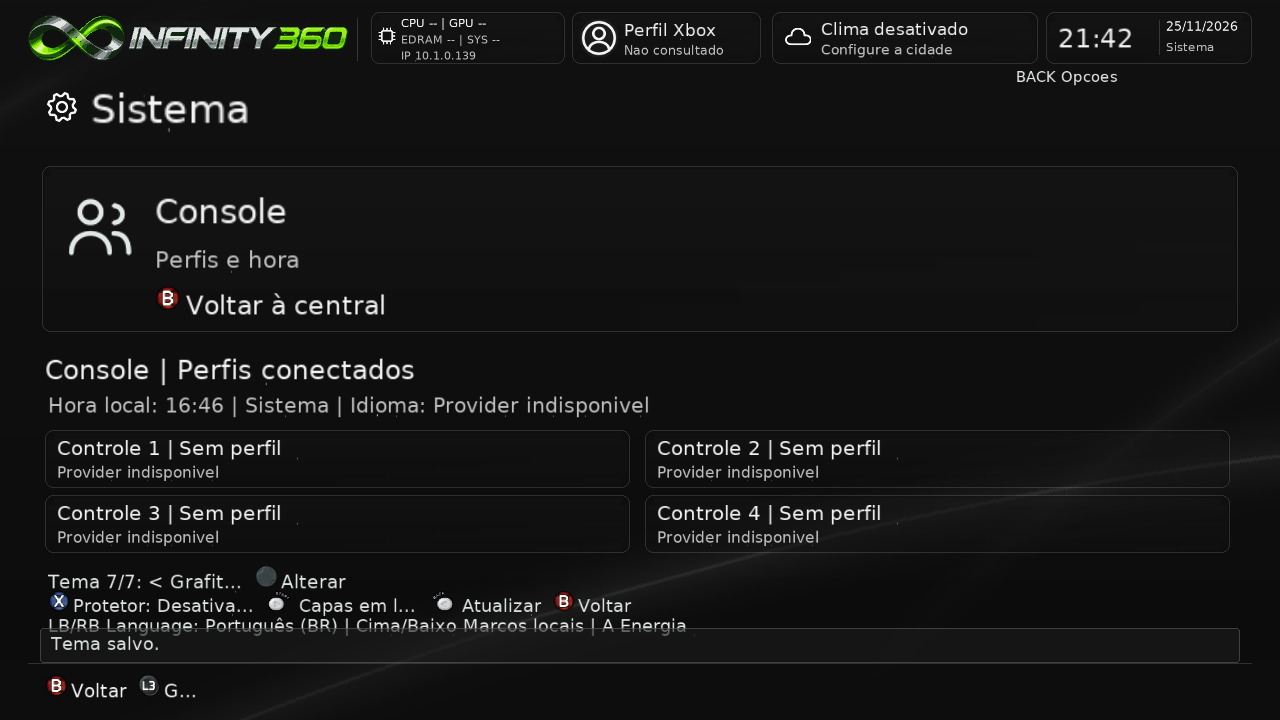 INFINITY 360
CPU -- | GPU --
EDRAM -- | SYS --
IP 10.1.0.139
Perfil Xbox
Nao consultado
Clima desativado
Configure a cidade
21:42
25/11/2026
Sistema
BACK Opcoes
Sistema
Console
Perfis e hora
B Voltar à central
Console | Perfis conectados
Hora local: 16:46 | Sistema | Idioma: Provider indisponivel
Controle 1 | Sem perfil
Provider indisponivel
Controle 2 | Sem perfil
Provider indisponivel
Controle 3 | Sem perfil
Provider indisponivel
Controle 4 | Sem perfil
Provider indisponivel
Tema 7/7: < Grafit... Alterar
X Protetor: Desativa... Capas em l... Atualizar B Voltar
LB/RB Language: Português (BR) | Cima/Baixo Marcos locais | A Energia
Tema salvo.
B Voltar L3 G...